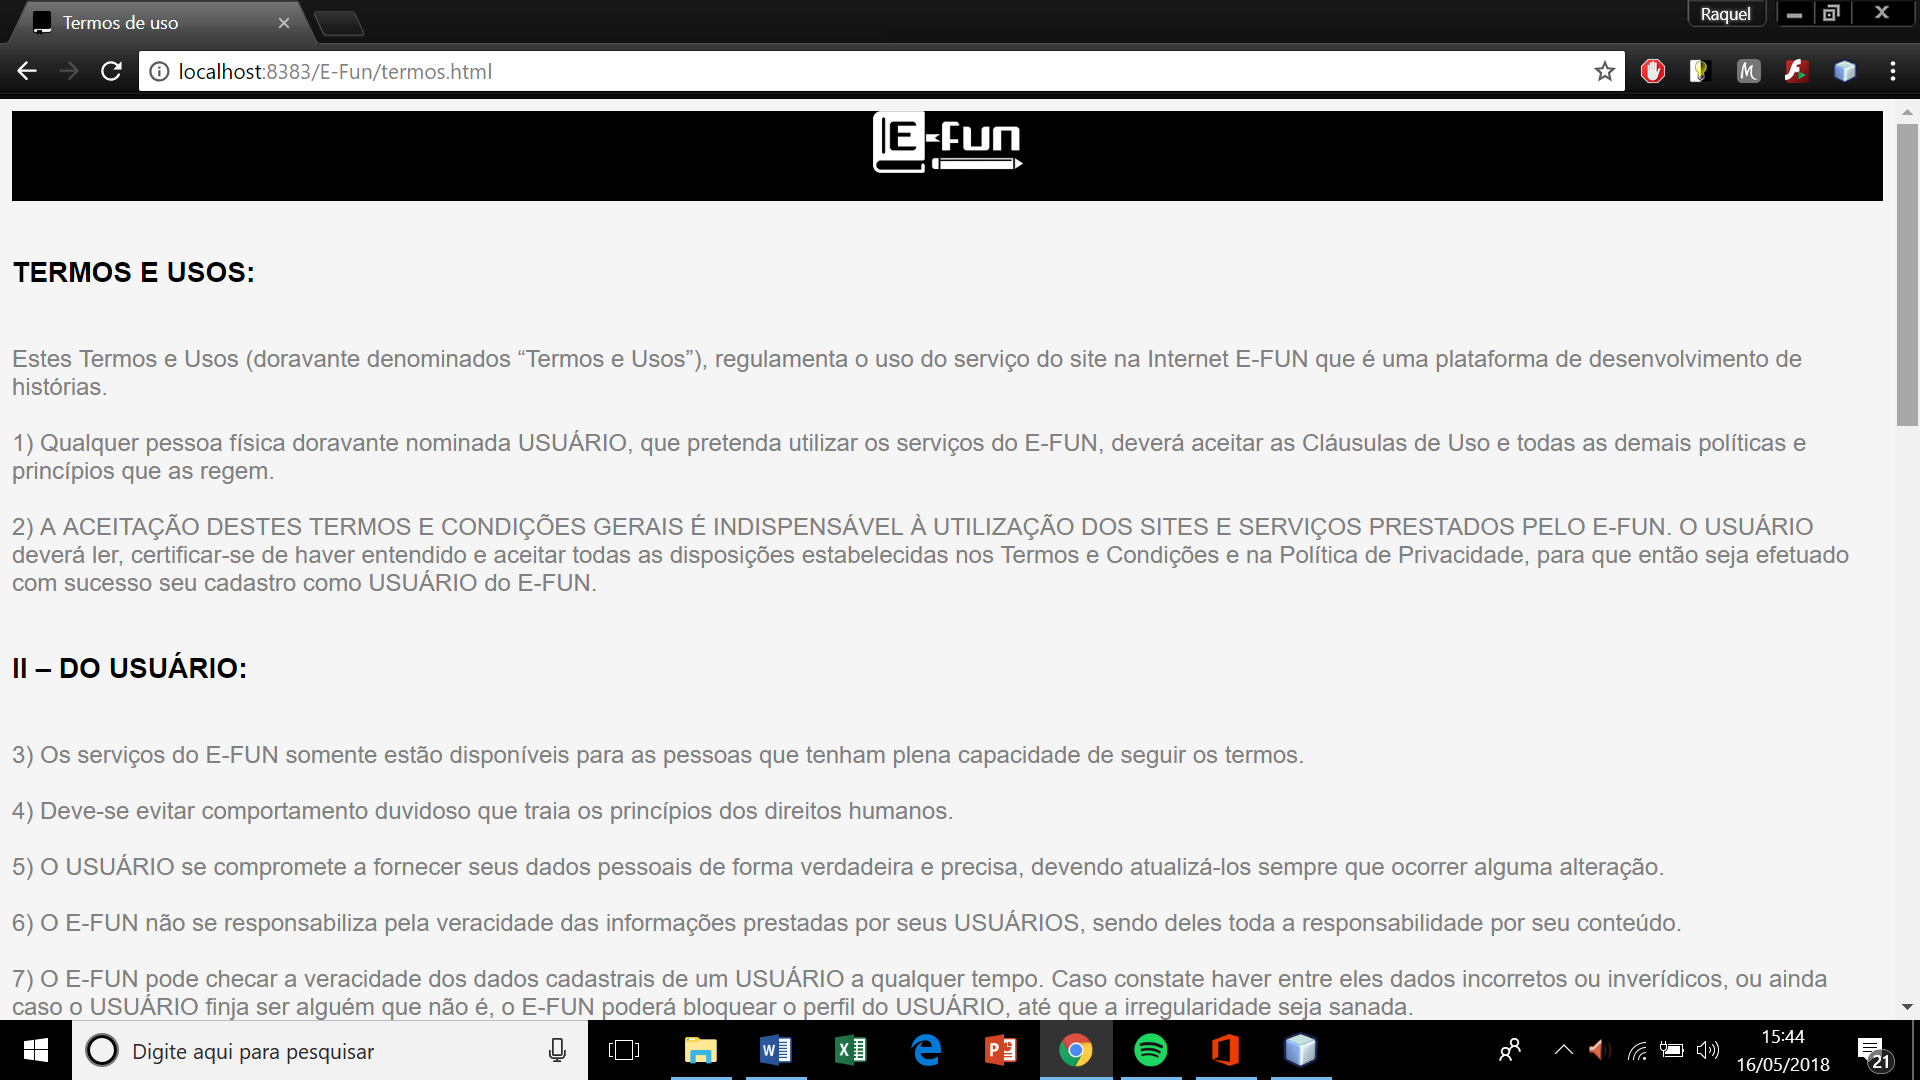 Termos de uso
Raquel
localhost:8383/E-Fun/termos.html
E-Fun
TERMOS E USOS:
Estes Termos e Usos (doravante denominados “Termos e Usos”), regulamenta o uso do serviço do site na Internet E-FUN que é uma plataforma de desenvolvimento de
histórias.
1) Qualquer pessoa física doravante nominada USUÁRIO, que pretenda utilizar os serviços do E-FUN, deverá aceitar as Cláusulas de Uso e todas as demais políticas e
princípios que as regem.
2) A ACEITAÇÃO DESTES TERMOS E CONDIÇÕES GERAIS É INDISPENSÁVEL À UTILIZAÇÃO DOS SITES E SERVIÇOS PRESTADOS PELO E-FUN. O USUÁRIO
deverá ler, certificar-se de haver entendido e aceitar todas as disposições estabelecidas nos Termos e Condições e na Política de Privacidade, para que então seja efetuado
com sucesso seu cadastro como USUÁRIO do E-FUN.
II – DO USUÁRIO:
3) Os serviços do E-FUN somente estão disponíveis para as pessoas que tenham plena capacidade de seguir os termos.
4) Deve-se evitar comportamento duvidoso que traia os princípios dos direitos humanos.
5) O USUÁRIO se compromete a fornecer seus dados pessoais de forma verdadeira e precisa, devendo atualizá-los sempre que ocorrer alguma alteração.
6) O E-FUN não se responsabiliza pela veracidade das informações prestadas por seus USUÁRIOS, sendo deles toda a responsabilidade por seu conteúdo.
7) O E-FUN pode checar a veracidade dos dados cadastrais de um USUÁRIO a qualquer tempo. Caso constate haver entre eles dados incorretos ou inverídicos, ou ainda
caso o USUÁRIO finja ser alguém que não é, o E-FUN poderá bloquear o perfil do USUÁRIO, até que a irregularidade seja sanada.
Digite aqui para pesquisar
15:44
16/05/2018
21